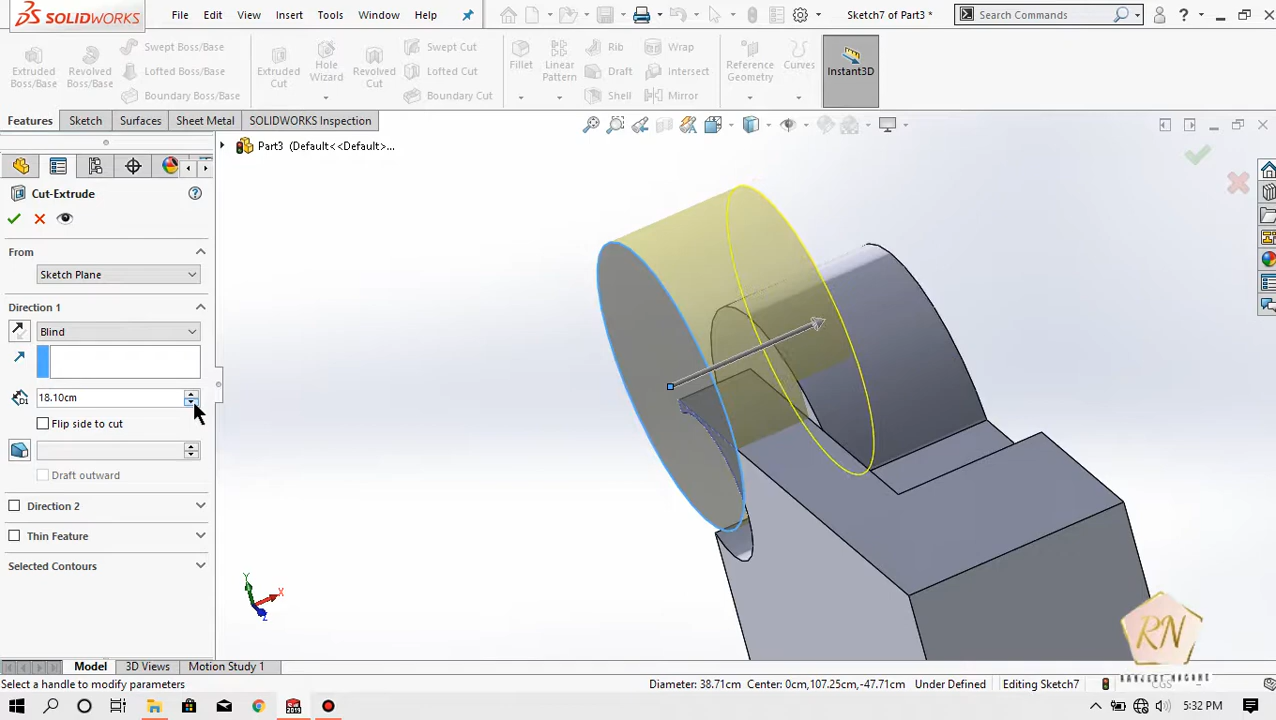 SOLIDWORKS File Edit View Insert Tools Window Help Sketch7 of Part3 * Search Commands ?
Extruded Boss/Base Revolved Boss/Base Swept Boss/Base Lofted Boss/Base Boundary Boss/Base Extruded Cut Hole Wizard Revolved Cut Swept Cut Lofted Cut Boundary Cut Fillet Linear Pattern Rib Draft Shell Wrap Intersect Mirror Reference Geometry Curves Instant3D
Features Sketch Surfaces Sheet Metal SOLIDWORKS Inspection
Part3 (Default<<Default>...
Cut-Extrude ?
From
Sketch Plane
Direction 1
Blind
18.10cm
Flip side to cut
Draft outward
Direction 2
Thin Feature
Selected Contours
Y
X
Z
RN
Model 3D Views Motion Study 1
Select a handle to modify parameters Diameter: 38.71cm Center: 0cm,107.25cm,-47.71cm Under Defined Editing Sketch7 CGS
2019 5:32 PM